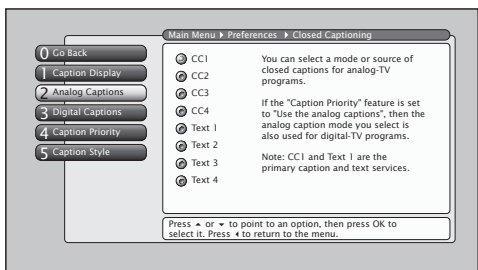 Main Menu ▸ Preferences ▸ Closed Captioning
0 Go Back
1 Caption Display
2 Analog Captions
3 Digital Captions
4 Caption Priority
5 Caption Style
CC1
CC2
CC3
CC4
Text 1
Text 2
Text 3
Text 4
You can select a mode or source of
closed captions for analog-TV
programs.
If the "Caption Priority" feature is set
to "Use the analog captions", then the
analog caption mode you select is
also used for digital-TV programs.
Note: CC1 and Text 1 are the
primary caption and text services.
Press ▴ or ▾ to point to an option, then press OK to
select it. Press ◂ to return to the menu.